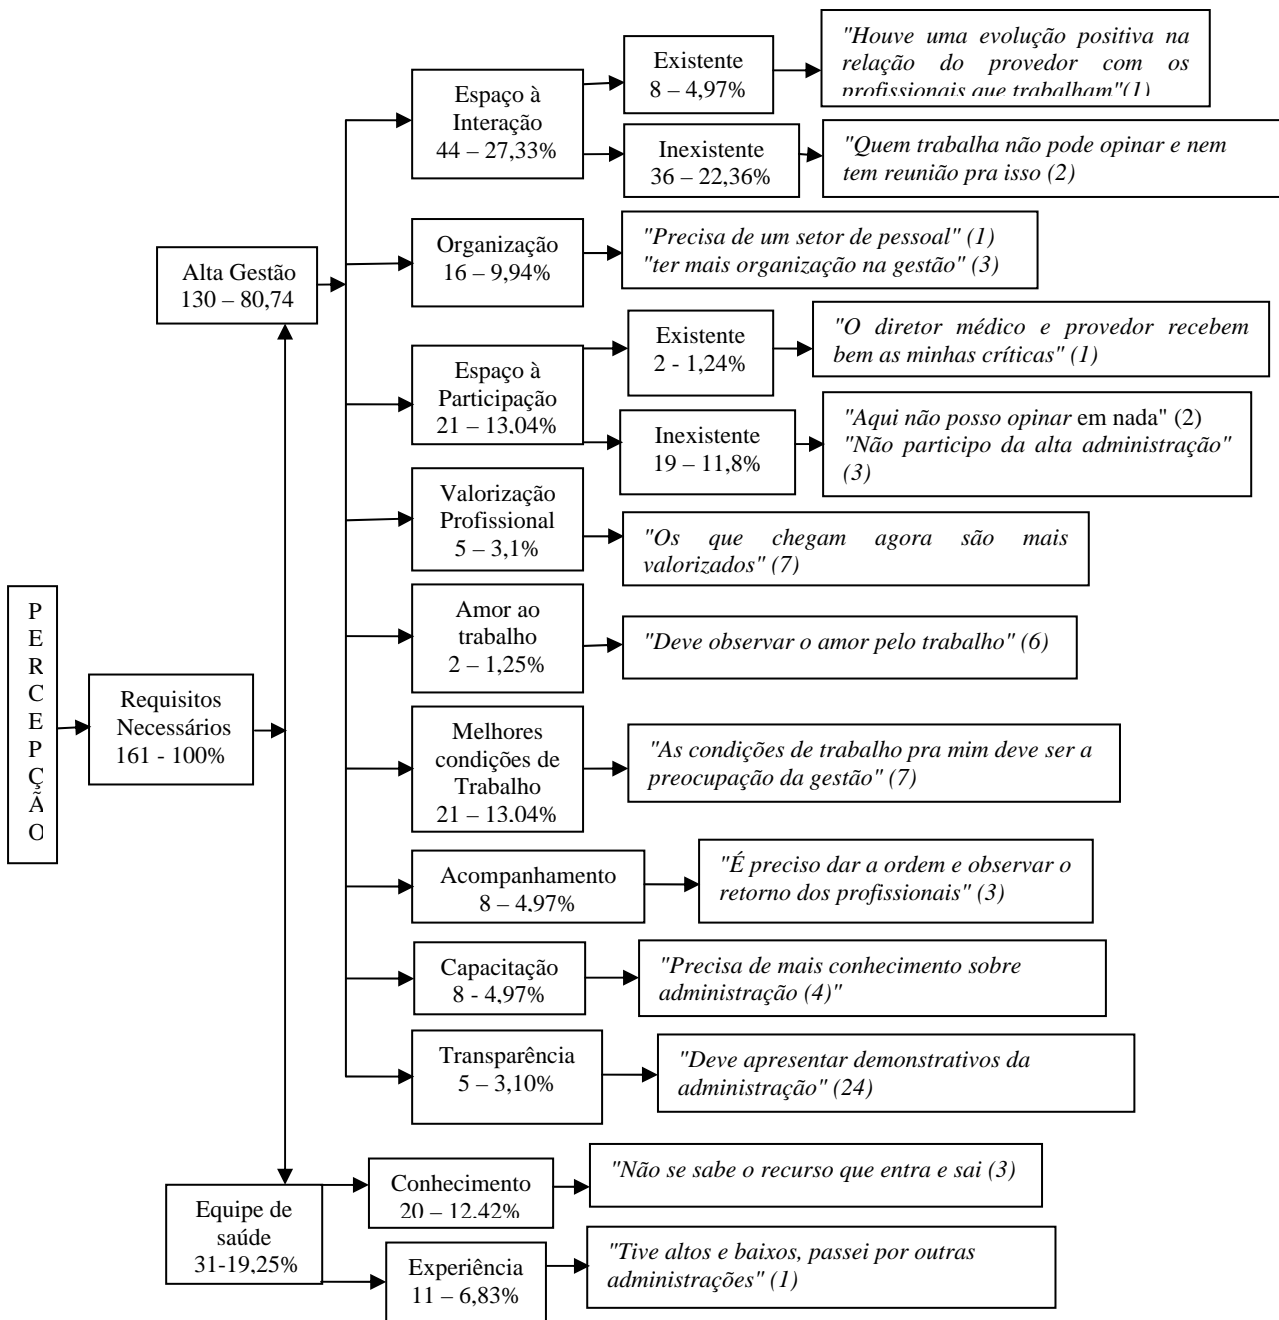 "Houve uma evolução positiva na
relação do provedor com os
profissionais que trabalham"(1)
Existente
8 – 4,97%
Espaço à
Interação
44 – 27,33%
Inexistente
36 – 22,36%
"Quem trabalha não pode opinar e nem
tem reunião pra isso (2)
Organização
16 – 9,94%
"Precisa de um setor de pessoal" (1)
"ter mais organização na gestão" (3)
Alta Gestão
130 – 80,74
Existente
2 - 1,24%
"O diretor médico e provedor recebem
bem as minhas críticas" (1)
Espaço à
Participação
21 – 13,04%
Inexistente
19 – 11,8%
"Aqui não posso opinar em nada" (2)
"Não participo da alta administração"
(3)
Valorização
Profissional
5 – 3,1%
"Os que chegam agora são mais
valorizados" (7)
Amor ao
trabalho
2 – 1,25%
"Deve observar o amor pelo trabalho" (6)
P
E
R
C
E
P
Ç
Ã
O
Requisitos
Necessários
161 - 100%
Melhores
condições de
Trabalho
21 – 13,04%
"As condições de trabalho pra mim deve ser a
preocupação da gestão" (7)
Acompanhamento
8 – 4,97%
"É preciso dar a ordem e observar o
retorno dos profissionais" (3)
Capacitação
8 - 4,97%
"Precisa de mais conhecimento sobre
administração (4)"
Transparência
5 – 3,10%
"Deve apresentar demonstrativos da
administração" (24)
Equipe de
saúde
31-19,25%
Conhecimento
20 – 12,42%
"Não se sabe o recurso que entra e sai (3)
Experiência
11 – 6,83%
"Tive altos e baixos, passei por outras
administrações" (1)